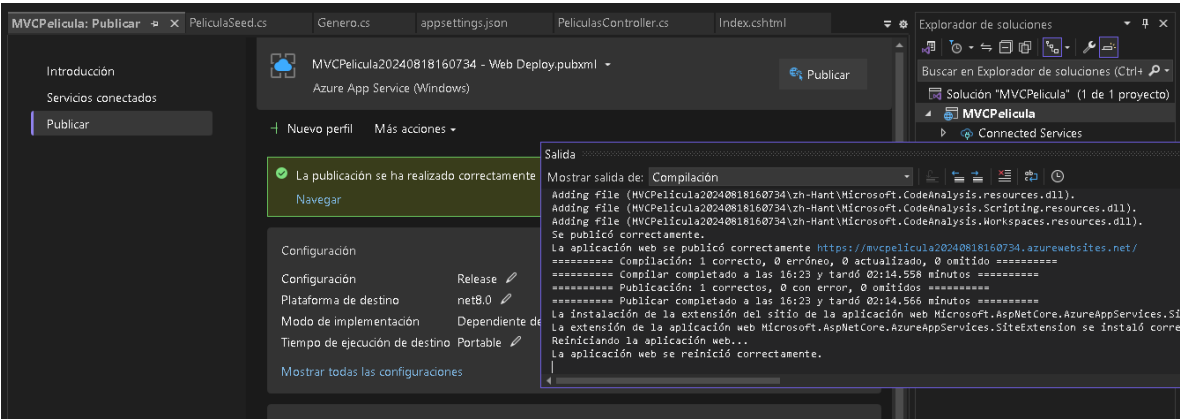 MVCPelicula: Publicar PeliculaSeed.cs Genero.cs appsettings.json PeliculasController.cs Index.cshtml
Introducción
Servicios conectados
Publicar
MVCPelicula20240818160734 - Web Deploy.pubxml
Azure App Service (Windows)
Publicar
Nuevo perfil Más acciones
La publicación se ha realizado correctamente
Navegar
Configuración
Configuración Release
Plataforma de destino net8.0
Modo de implementación Dependiente de
Tiempo de ejecución de destino Portable
Mostrar todas las configuraciones
Explorador de soluciones
Buscar en Explorador de soluciones (Ctrl+
Solución "MVCPelicula" (1 de 1 proyecto)
MVCPelicula
Connected Services
Salida
Mostrar salida de: Compilación
Adding file (MVCPelicula20240818160734\zh-Hant\Microsoft.CodeAnalysis.resources.dll).
Adding file (MVCPelicula20240818160734\zh-Hant\Microsoft.CodeAnalysis.Scripting.resources.dll).
Adding file (MVCPelicula20240818160734\zh-Hant\Microsoft.CodeAnalysis.Workspaces.resources.dll).
Se publicó correctamente.
La aplicación web se publicó correctamente https://mvcpelicula20240818160734.azurewebsites.net/
========== Compilación: 1 correcto, 0 erróneo, 0 actualizado, 0 omitido ==========
========== Compilar completado a las 16:23 y tardó 02:14.558 minutos ==========
========== Publicación: 1 correctos, 0 con error, 0 omitidos ==========
========== Publicar completado a las 16:23 y tardó 02:14.566 minutos ==========
La instalación de la extensión del sitio de la aplicación web Microsoft.AspNetCore.AzureAppServices.Si
La extensión de la aplicación web Microsoft.AspNetCore.AzureAppServices.SiteExtension se instaló corre
Reiniciando la aplicación web...
La aplicación web se reinició correctamente.